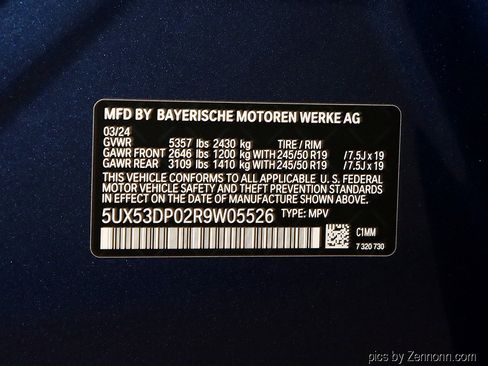 MFD BY BAYERISCHE MOTOREN WERKE AG
03/24
GVWR 5357 lbs 2430 kg TIRE / RIM
GAWR FRONT 2646 lbs 1200 kg WITH 245/50 R19 / 7.5J x 19
GAWR REAR 3109 lbs 1410 kg WITH 245/50 R19 / 7.5J x 19
THIS VEHICLE CONFORMS TO ALL APPLICABLE U. S. FEDERAL
MOTOR VEHICLE SAFETY, BUMPER, AND THEFT PREVENTION
STANDARDS IN EFFECT ON THE DATE OF MANUFACTURE
SHOWN ABOVE.
5UX53DP02R9W05526 TYPE: MPV
C1MM
7 320 730
pics by Zennonn.com